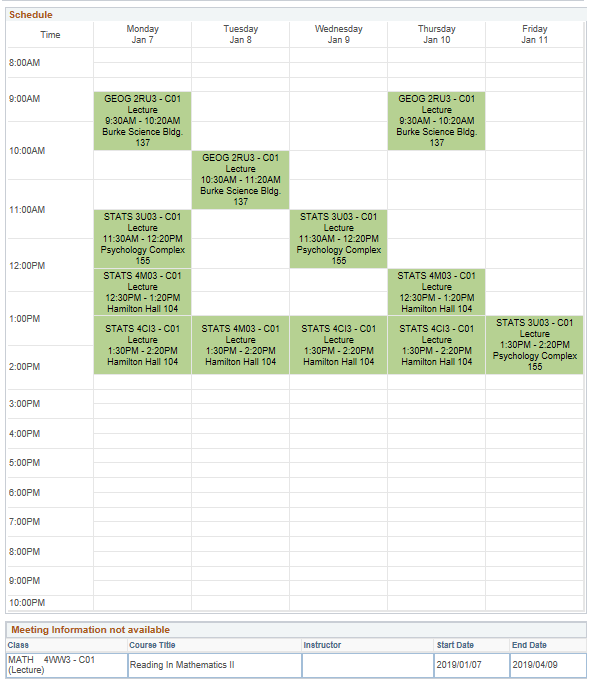 Schedule
Time
Monday
Jan 7
Tuesday
Jan 8
Wednesday
Jan 9
Thursday
Jan 10
Friday
Jan 11
8:00AM
9:00AM
GEOG 2RU3 - C01
Lecture
9:30AM - 10:20AM
Burke Science Bldg.
137
GEOG 2RU3 - C01
Lecture
9:30AM - 10:20AM
Burke Science Bldg.
137
10:00AM
GEOG 2RU3 - C01
Lecture
10:30AM - 11:20AM
Burke Science Bldg.
137
11:00AM
STATS 3U03 - C01
Lecture
11:30AM - 12:20PM
Psychology Complex
155
STATS 3U03 - C01
Lecture
11:30AM - 12:20PM
Psychology Complex
155
12:00PM
STATS 4M03 - C01
Lecture
12:30PM - 1:20PM
Hamilton Hall 104
STATS 4M03 - C01
Lecture
12:30PM - 1:20PM
Hamilton Hall 104
1:00PM
STATS 4CI3 - C01
Lecture
1:30PM - 2:20PM
Hamilton Hall 104
STATS 4M03 - C01
Lecture
1:30PM - 2:20PM
Hamilton Hall 104
STATS 4CI3 - C01
Lecture
1:30PM - 2:20PM
Hamilton Hall 104
STATS 4CI3 - C01
Lecture
1:30PM - 2:20PM
Hamilton Hall 104
STATS 3U03 - C01
Lecture
1:30PM - 2:20PM
Psychology Complex
155
2:00PM
3:00PM
4:00PM
5:00PM
6:00PM
7:00PM
8:00PM
9:00PM
10:00PM
Meeting Information not available
Class Course Title Instructor Start Date End Date
MATH 4WW3 - C01
(Lecture)
Reading In Mathematics II
2019/01/07
2019/04/09